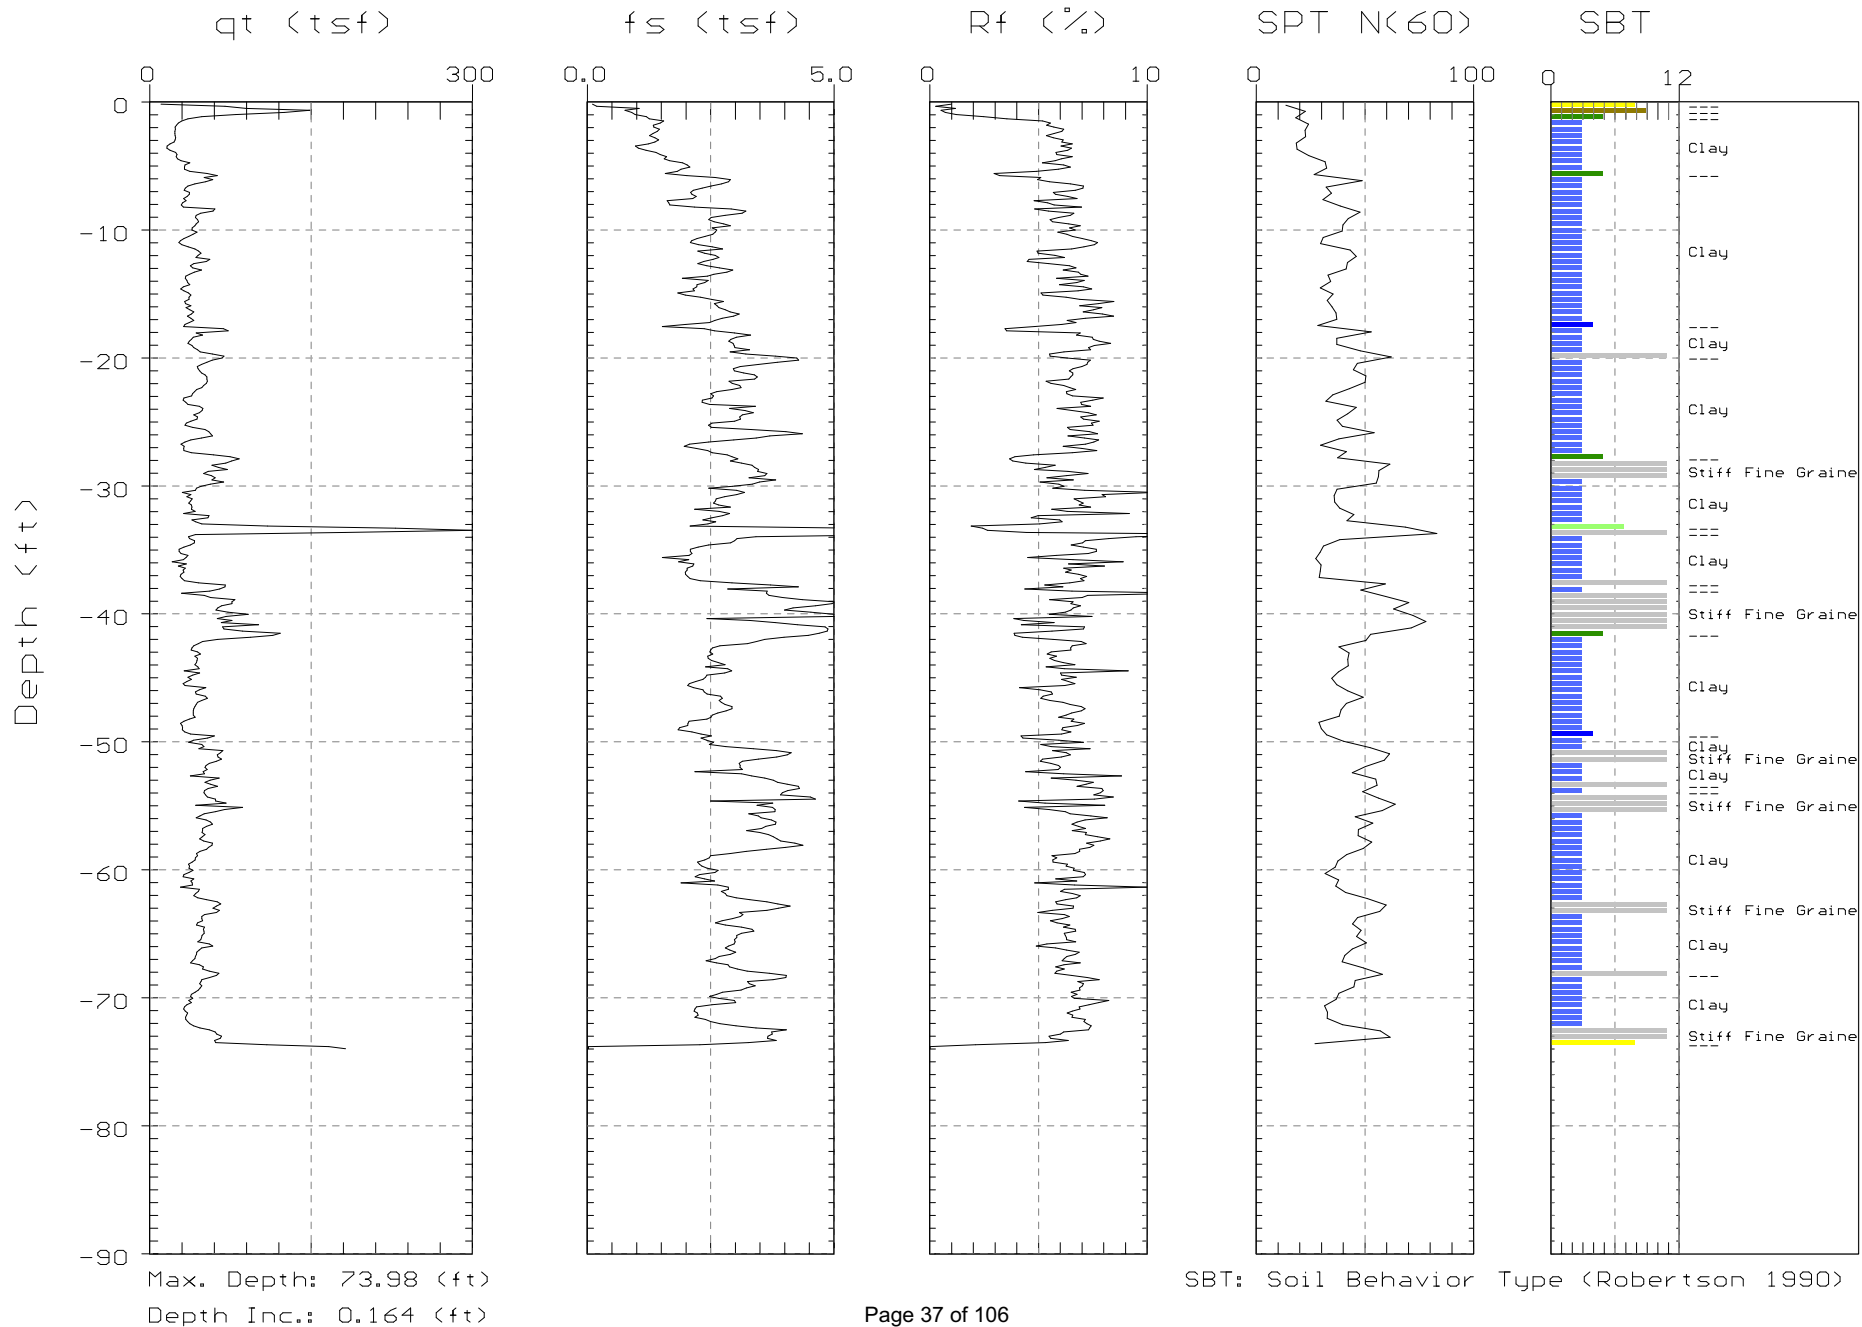 qt (tsf) fs (tsf) Rf (%) SPT N(60) SBT
0 300 0.0 5.0 0 10 0 100 0 12
0
---
---
---
Clay
---
-10
Clay
---
Clay
-20
---
Clay
---
Stiff Fine Graine
-30
Clay
---
---
Clay
---
---
-40
Stiff Fine Graine
---
Clay
---
-50
Clay
Stiff Fine Graine
Clay
---
---
Stiff Fine Graine
Clay
-60
Stiff Fine Graine
Clay
---
-70
Clay
Stiff Fine Graine
---
-80
-90
Depth (ft)
Max. Depth: 73.98 (ft)
SBT: Soil Behavior Type (Robertson 1990)
Depth Inc.: 0.164 (ft)
Page 37 of 106